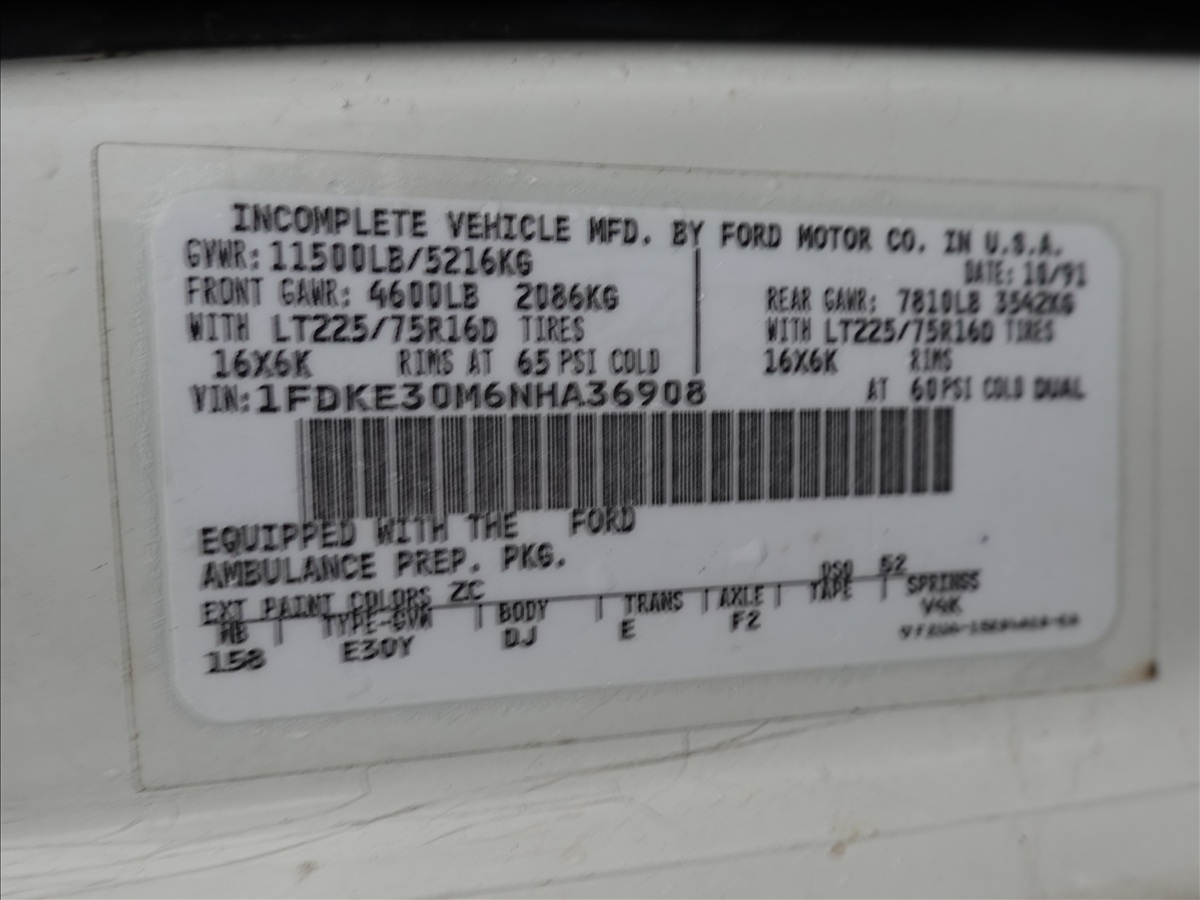 INCOMPLETE VEHICLE MFD. BY FORD MOTOR CO. IN U.S.A.
GVWR: 11500LB/5216KG
DATE: 10/91
FRONT GAWR: 4600LB 2086KG
WITH LT225/75R16D TIRES
16X6K RIMS AT 65 PSI COLD
REAR GAWR: 7810LB 3542KG
WITH LT225/75R16D TIRES
16X6K RIMS
AT 60PSI COLD DUAL
VIN: 1FDKE30M6NHA36908
EQUIPPED WITH THE FORD
AMBULANCE PREP. PKG.
EXT PAINT COLORS ZC DSO 52
WB | TYPE-GVW | BODY | TRANS | AXLE | TAPE | SPRINGS
158 E30Y DJ E F2 V4K